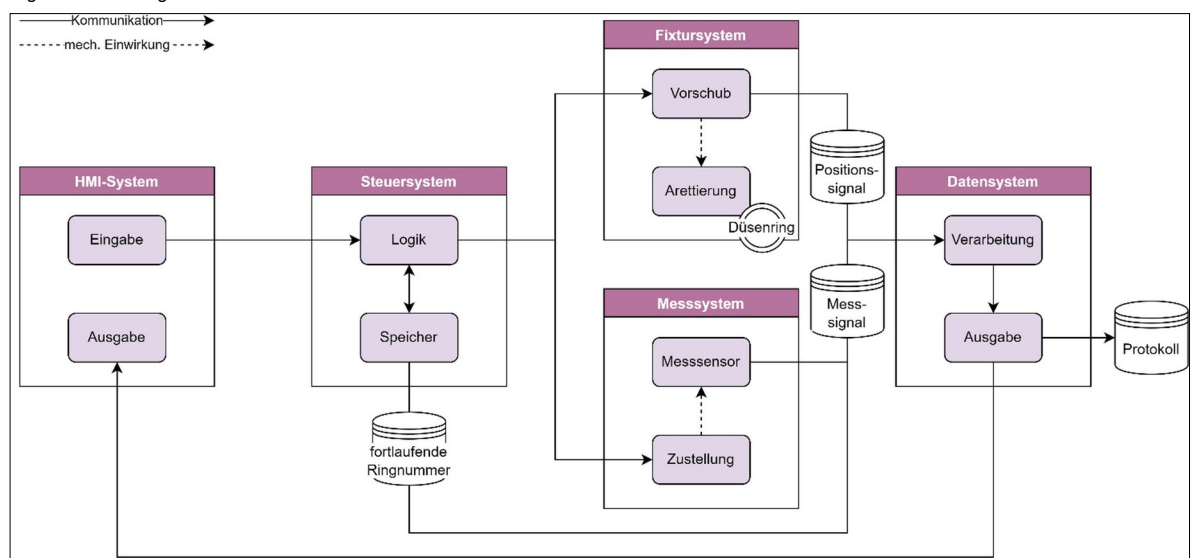 Kommunikation
mech. Einwirkung
Fixtursystem
Vorschub
Arettierung
Düsenring
HMI-System
Eingabe
Ausgabe
Steuersystem
Logik
Speicher
fortlaufende
Ringnummer
Messsystem
Messsensor
Zustellung
Positions-
signal
Mess-
signal
Datensystem
Verarbeitung
Ausgabe
Protokoll